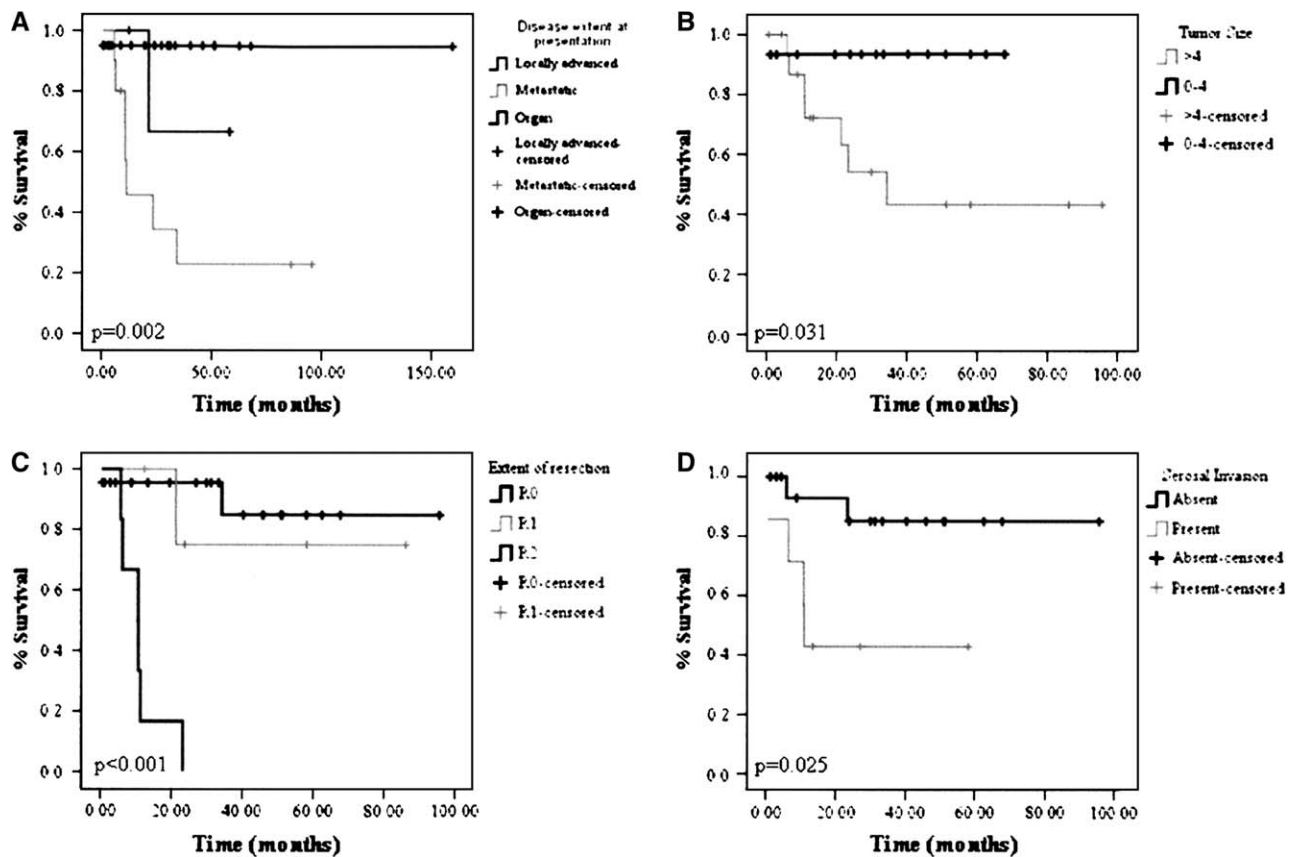 A
Disease extent at
presentation
Locally advanced
Metastatic
Organ
Locally advanced-
censored
Metastatic-censored
Organ-censored
% Survival
1.0
0.8
0.6
0.4
0.2
0.0
p=0.002
0.00 50.00 100.00 150.00
Time (months)
B
Tumor Size
>4
0-4
>4-censored
0-4-censored
% Survival
1.0
0.8
0.6
0.4
0.2
0.0
p=0.031
0.00 20.00 40.00 60.00 80.00 100.00
Time (months)
C
Extent of resection
R0
R1
R2
R0-censored
R1-censored
% Survival
1.0
0.8
0.6
0.4
0.2
0.0
p<0.001
0.00 20.00 40.00 60.00 80.00 100.00
Time (months)
D
Serosal Invasion
Absent
Present
Absent-censored
Present-censored
% Survival
1.0
0.8
0.6
0.4
0.2
0.0
p=0.025
0.00 20.00 40.00 60.00 80.00 100.00
Time (months)